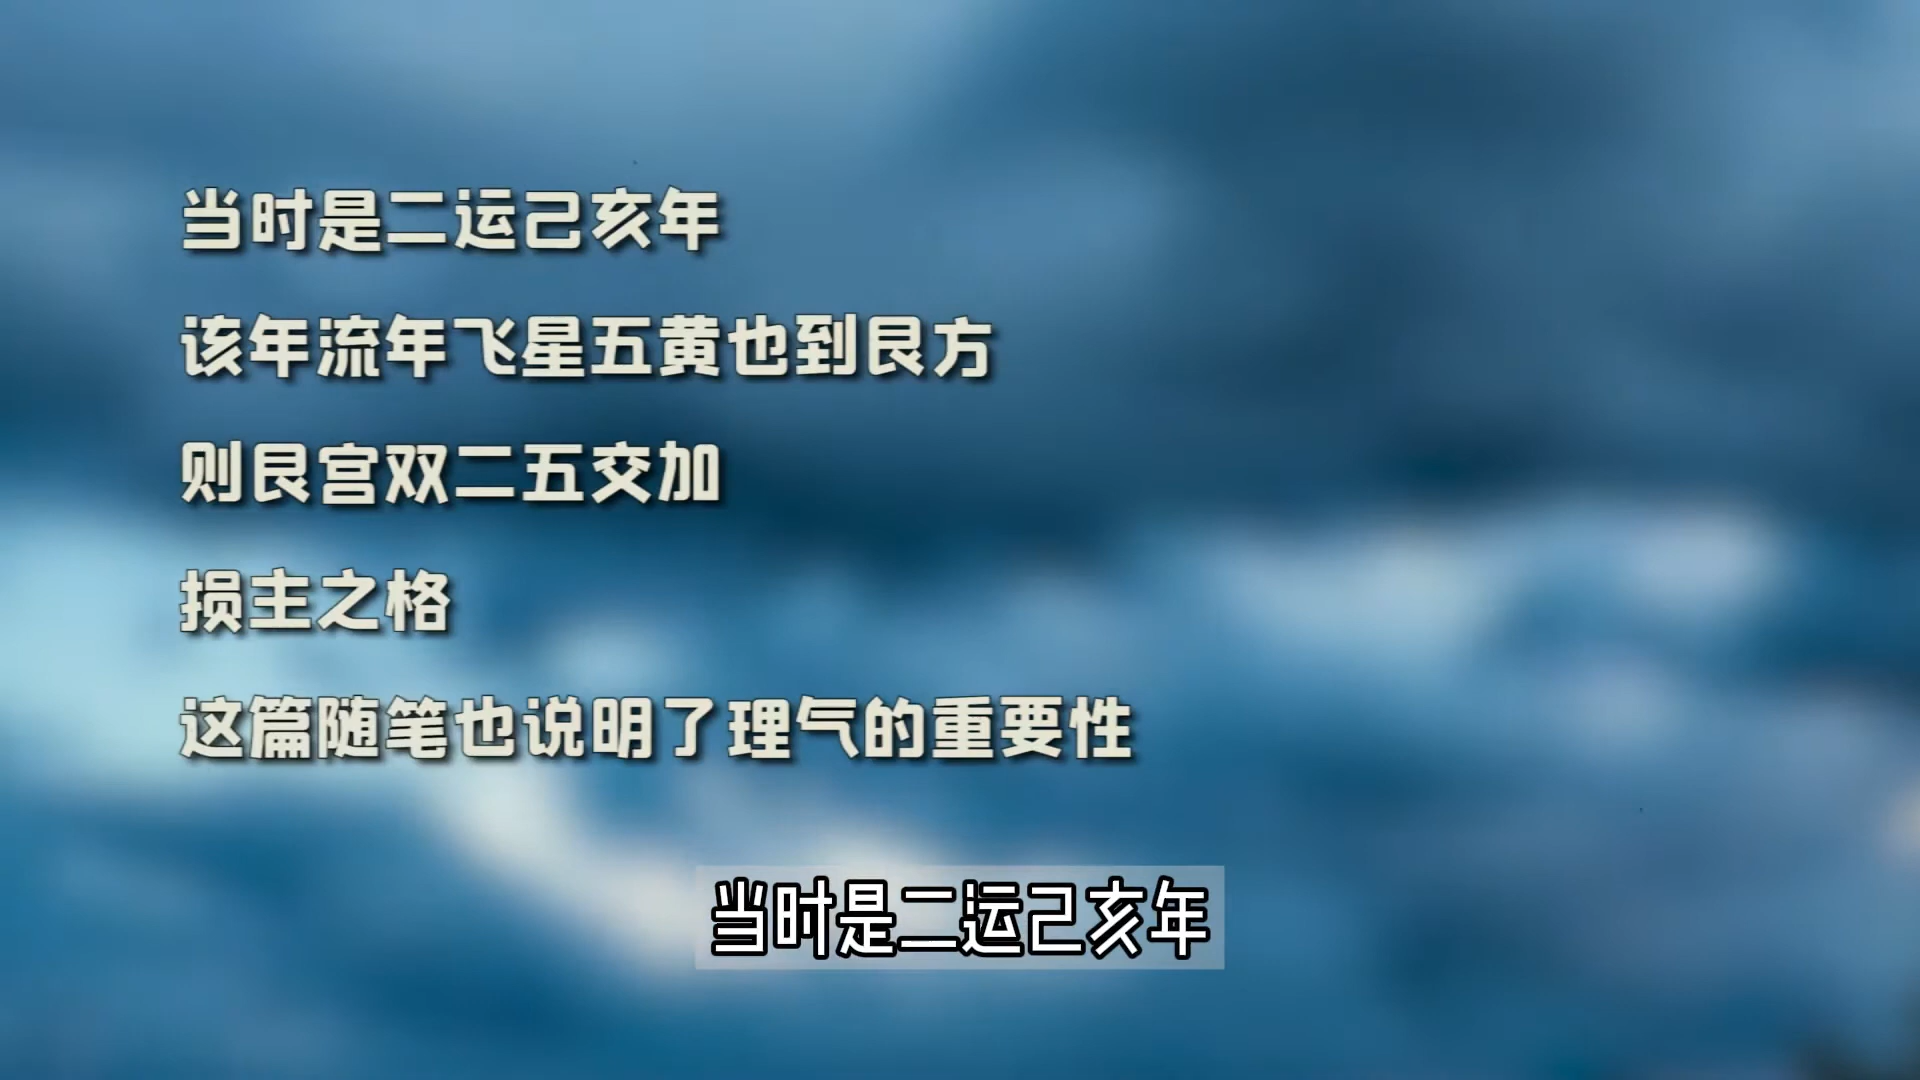 当时是二运己亥年
该年流年飞星五黄也到艮方
则艮宫双二五交加
损主之格
这篇随笔也说明了理气的重要性
当时是二运己亥年